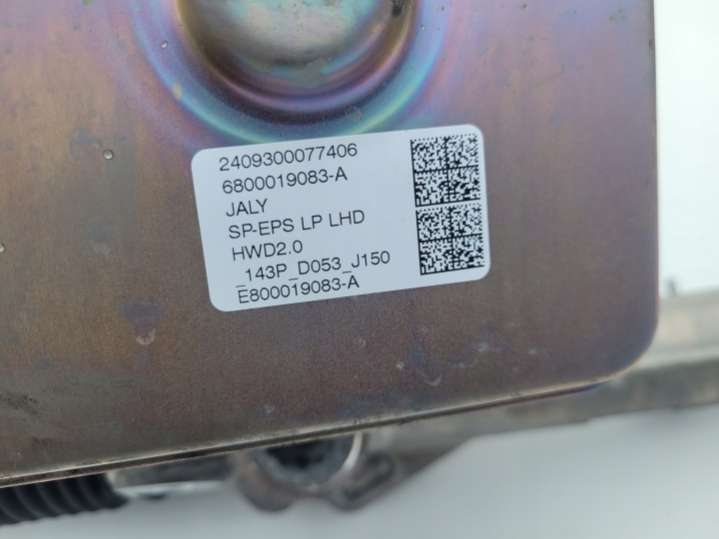 2409300077406
6800019083-A
JALY
SP-EPS LP LHD
HWD2.0
_143P_D053_J150
E800019083-A